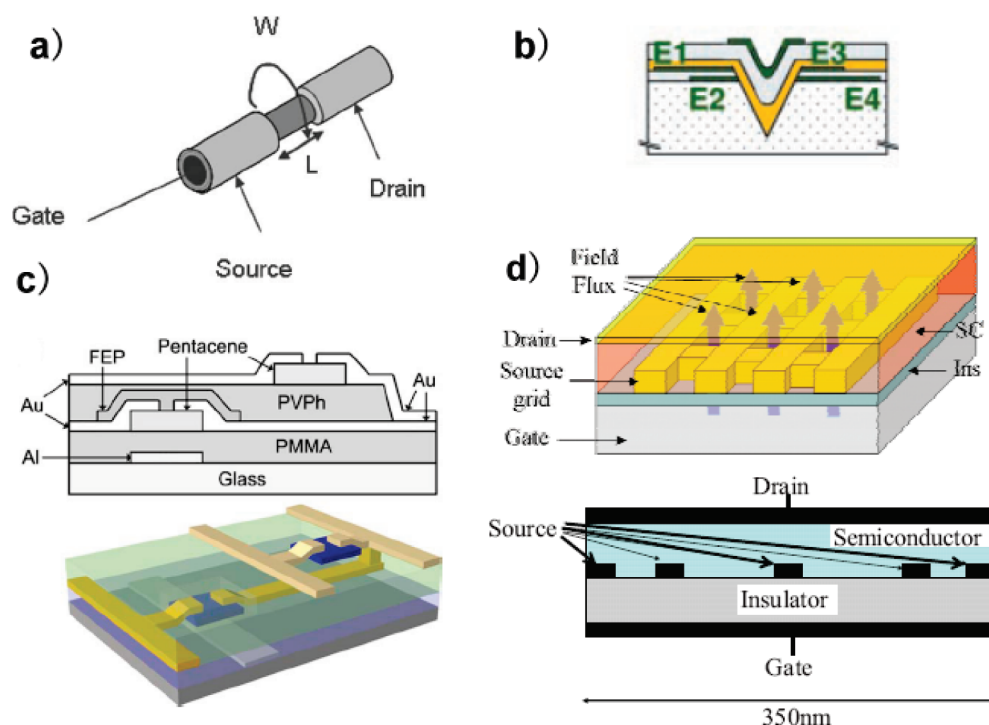 a)
W
L
Gate
Drain
Source
b)
E1
E3
E2
E4
c)
FEP
Pentacene
Au
Au
PVPh
Al
PMMA
Glass
d)
Field
Flux
Drain
SC
Source
grid
Ins
Gate
Drain
Source
Semiconductor
Insulator
Gate
350nm